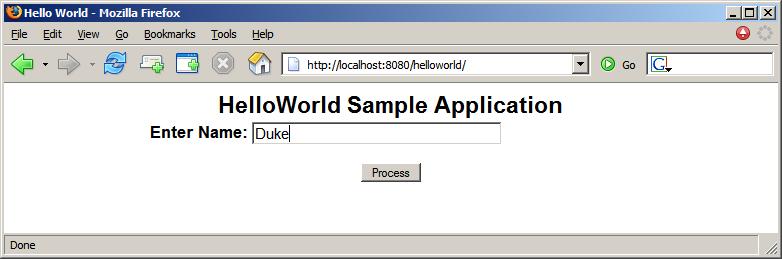 Hello World - Mozilla Firefox
File Edit View Go Bookmarks Tools Help
http://localhost:8080/helloworld/ Go G
HelloWorld Sample Application
Enter Name: Duke
Process
Done